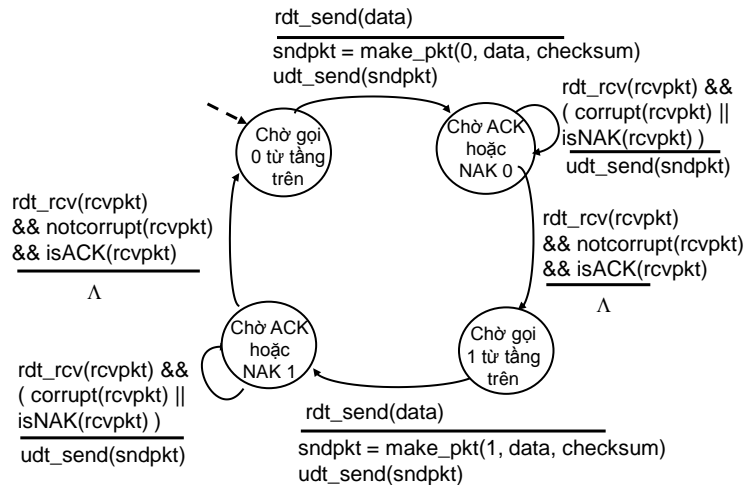 rdt_send(data)
sndpkt = make_pkt(0, data, checksum)
udt_send(sndpkt)
Chờ gọi
0 từ tầng
trên
Chờ ACK
hoặc
NAK 0
rdt_rcv(rcvpkt) &&
( corrupt(rcvpkt) ||
isNAK(rcvpkt) )
udt_send(sndpkt)
rdt_rcv(rcvpkt)
&& notcorrupt(rcvpkt)
&& isACK(rcvpkt)
Λ
rdt_rcv(rcvpkt)
&& notcorrupt(rcvpkt)
&& isACK(rcvpkt)
Λ
Chờ ACK
hoặc
NAK 1
Chờ gọi
1 từ tầng
trên
rdt_rcv(rcvpkt) &&
( corrupt(rcvpkt) ||
isNAK(rcvpkt) )
udt_send(sndpkt)
rdt_send(data)
sndpkt = make_pkt(1, data, checksum)
udt_send(sndpkt)